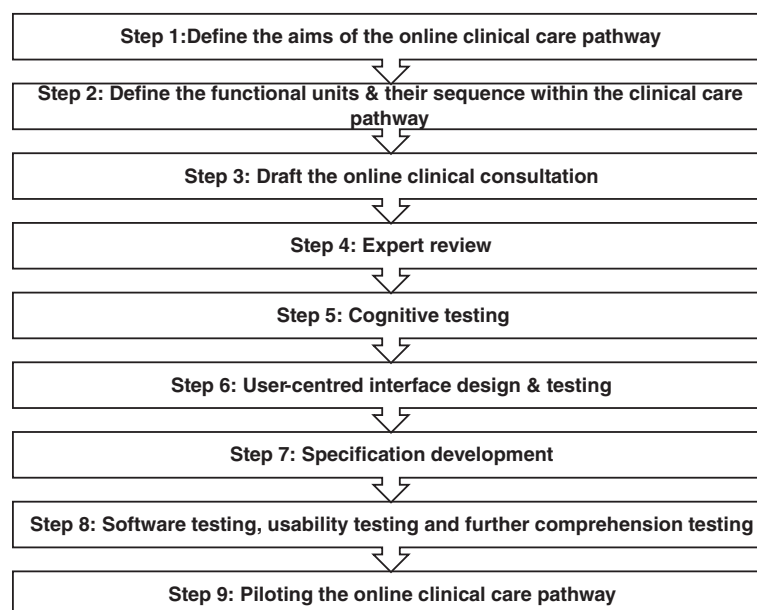 Step 1:Define the aims of the online clinical care pathway
Step 2: Define the functional units & their sequence within the clinical care
pathway
Step 3: Draft the online clinical consultation
Step 4: Expert review
Step 5: Cognitive testing
Step 6: User-centred interface design & testing
Step 7: Specification development
Step 8: Software testing, usability testing and further comprehension testing
Step 9: Piloting the online clinical care pathway